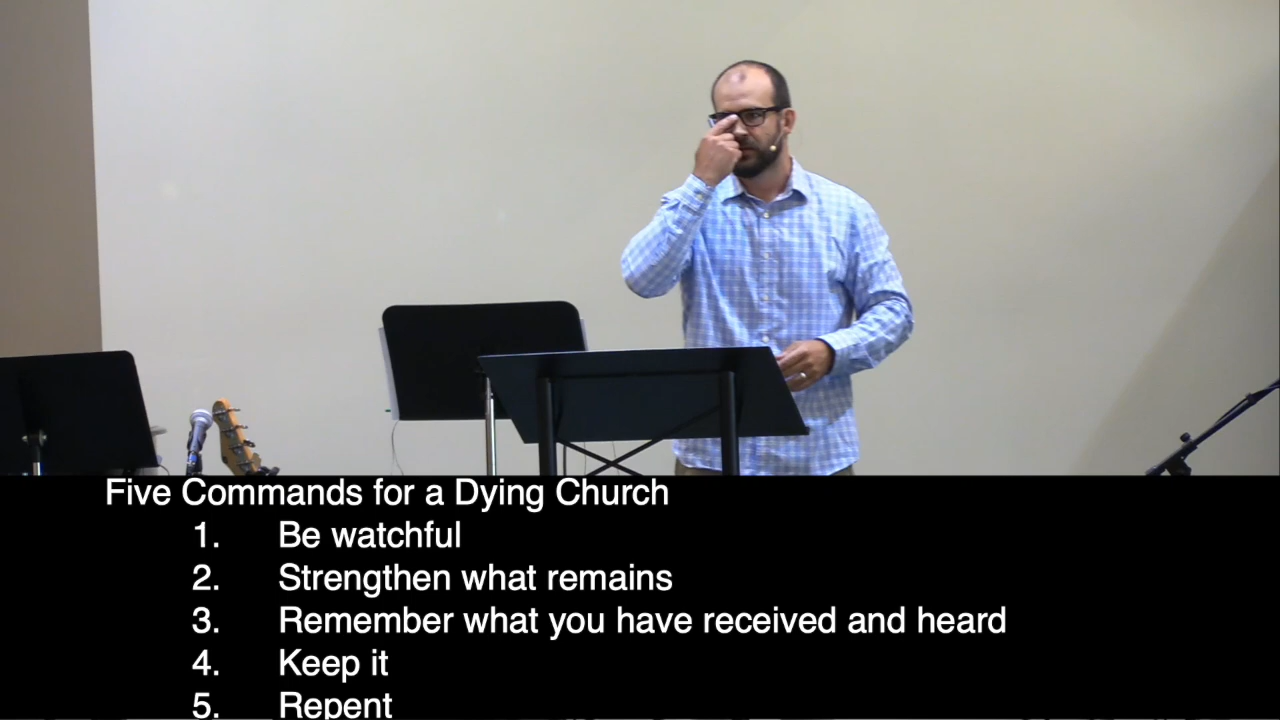 Five Commands for a Dying Church
1. Be watchful
2. Strengthen what remains
3. Remember what you have received and heard
4. Keep it
5. Repent